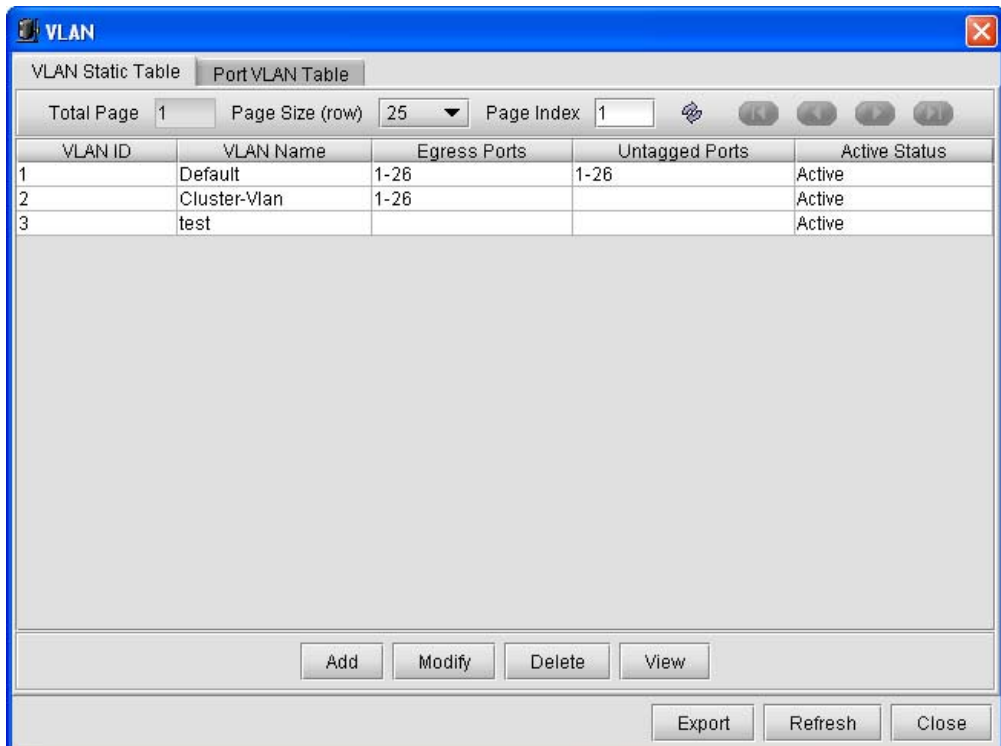 VLAN
VLAN Static Table Port VLAN Table
Total Page 1 Page Size (row) 25 Page Index 1
VLAN ID VLAN Name Egress Ports Untagged Ports Active Status
1 Default 1-26 1-26 Active
2 Cluster-Vlan 1-26 Active
3 test Active
Add Modify Delete View
Export Refresh Close